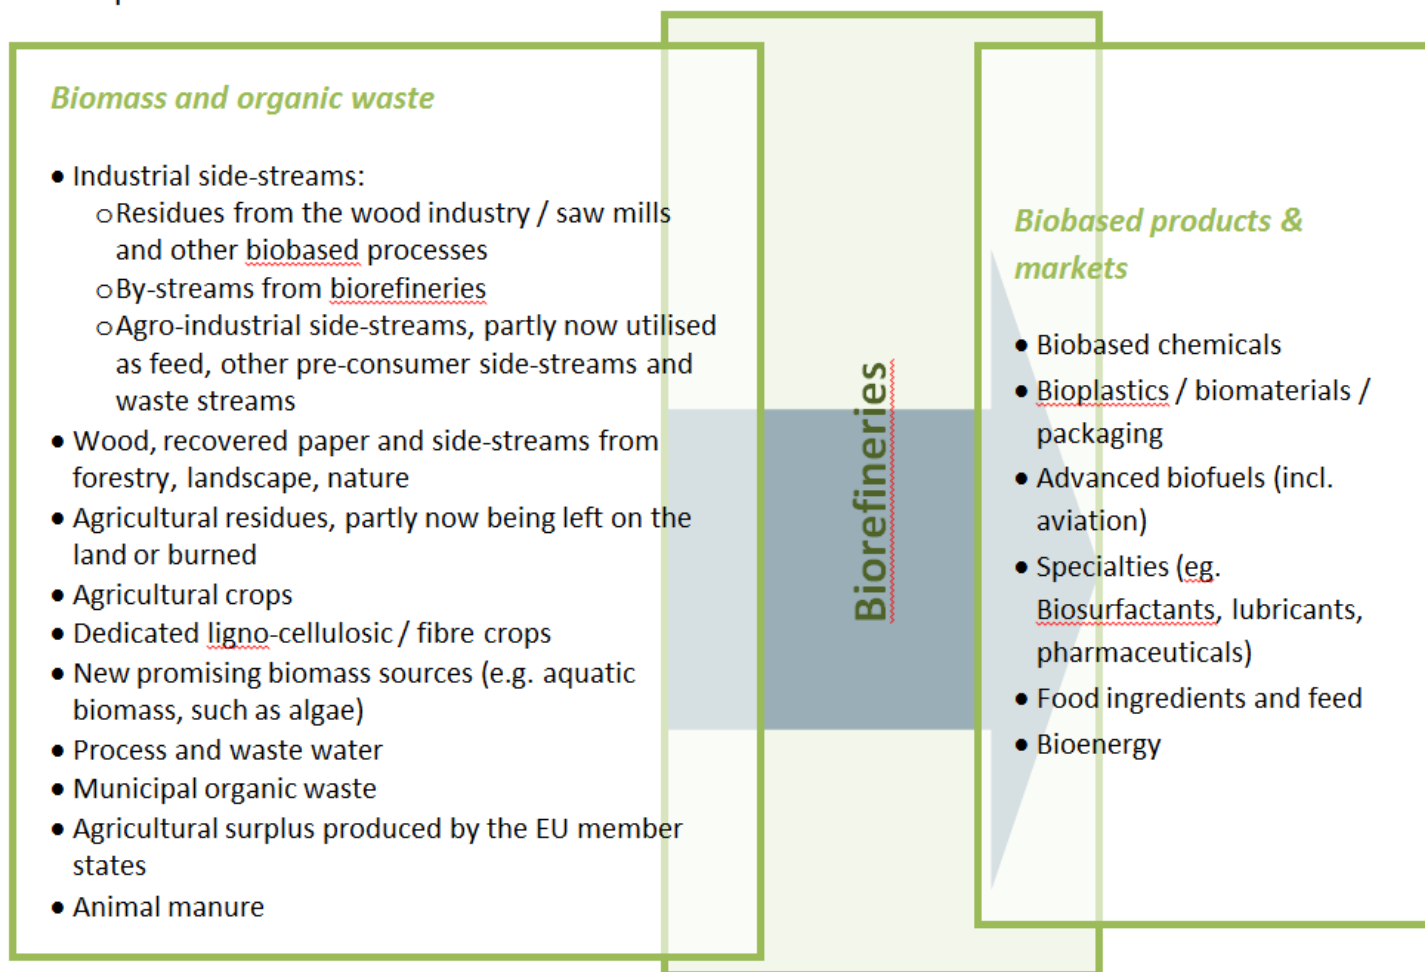 Biomass and organic waste
• Industrial side-streams:
o Residues from the wood industry / saw mills
and other biobased processes
o By-streams from biorefineries
o Agro-industrial side-streams, partly now utilised
as feed, other pre-consumer side-streams and
waste streams
• Wood, recovered paper and side-streams from
forestry, landscape, nature
• Agricultural residues, partly now being left on the
land or burned
• Agricultural crops
• Dedicated ligno-cellulosic / fibre crops
• New promising biomass sources (e.g. aquatic
biomass, such as algae)
• Process and waste water
• Municipal organic waste
• Agricultural surplus produced by the EU member
states
• Animal manure
Biorefineries
Biobased products &
markets
• Biobased chemicals
• Bioplastics / biomaterials /
packaging
• Advanced biofuels (incl.
aviation)
• Specialties (eg.
Biosurfactants, lubricants,
pharmaceuticals)
• Food ingredients and feed
• Bioenergy